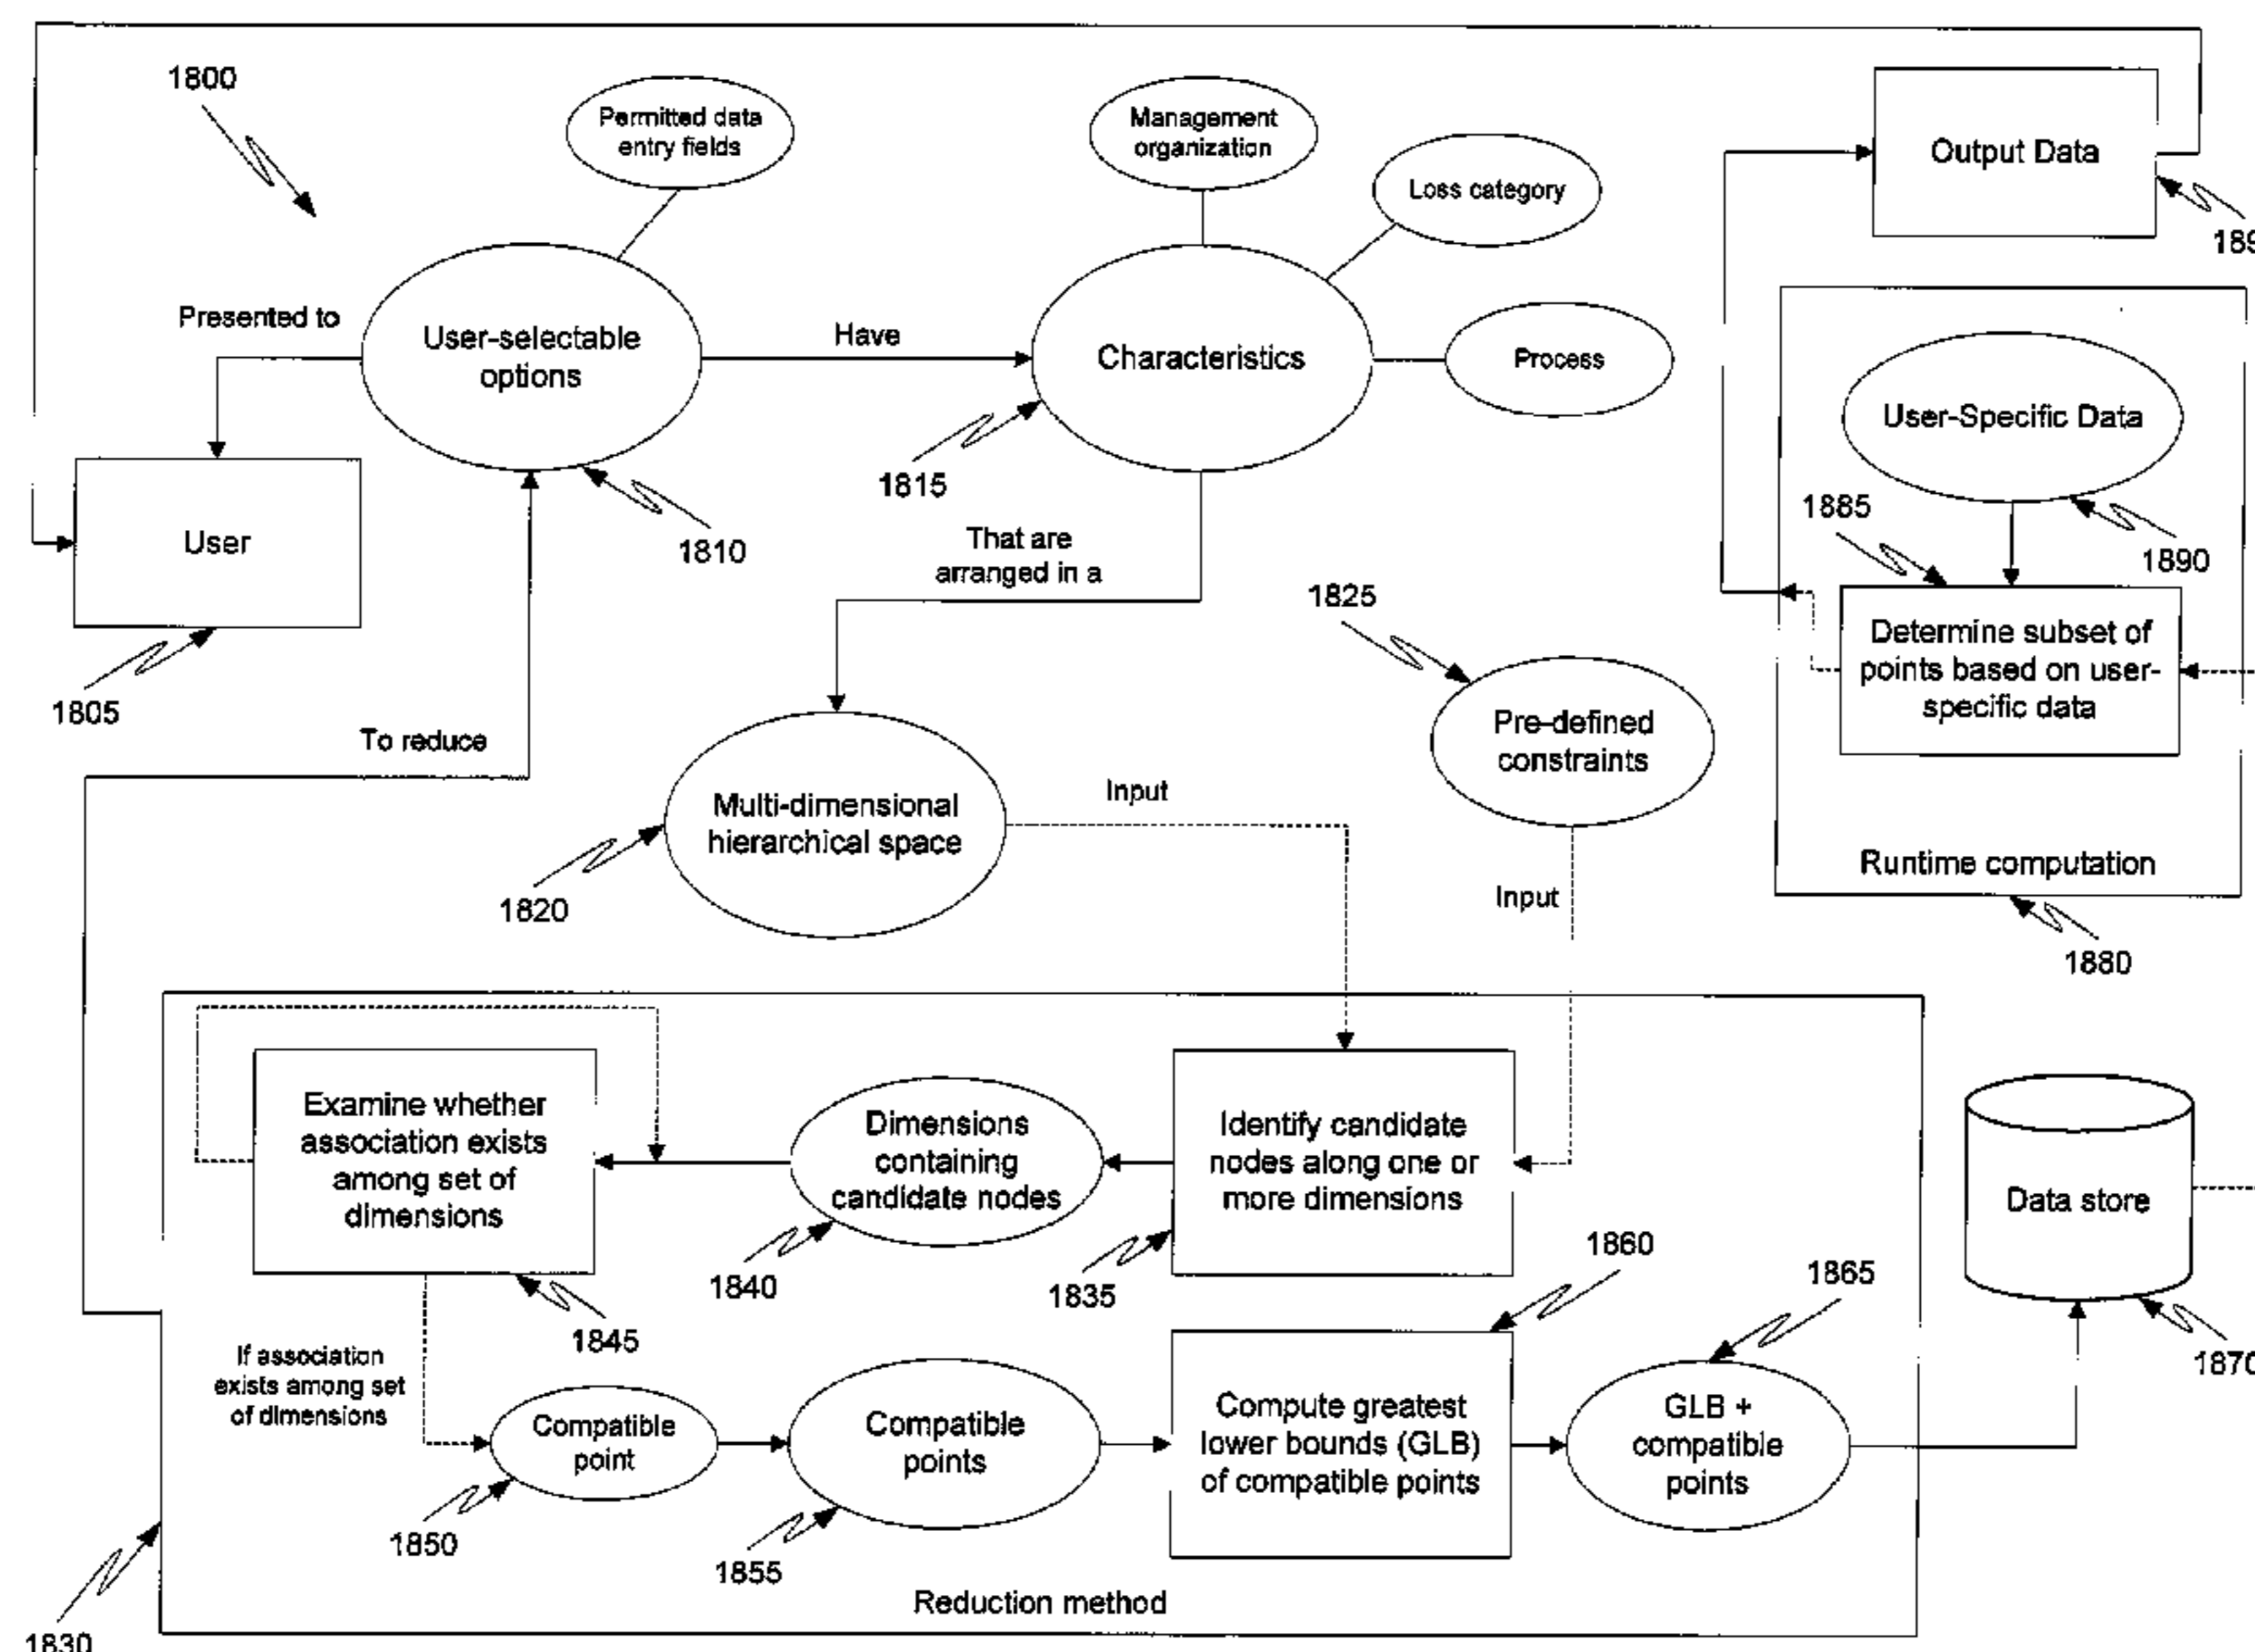 1800
Permitted data
entry fields
Management
organization
Loss category
Output Data
189
Presented to
User-selectable
options
Have
Characteristics
Process
User-Specific Data
1815
1885
User
1810
That are
arranged in a
1890
1825
Determine subset of
points based on user-
specific data
1805
To reduce
Pre-defined
constraints
Multi-dimensional
hierarchical space
Input
Runtime computation
Input
1820
1880
Examine whether
association exists
among set of
dimensions
Dimensions
containing
candidate nodes
Identify candidate
nodes along one or
more dimensions
Data store
1860
1840
1835
1865
1845
If association
exists among set
of dimensions
1870
Compatible
point
Compatible
points
Compute greatest
lower bounds (GLB)
of compatible points
GLB +
compatible
points
1850
1855
Reduction method
1830